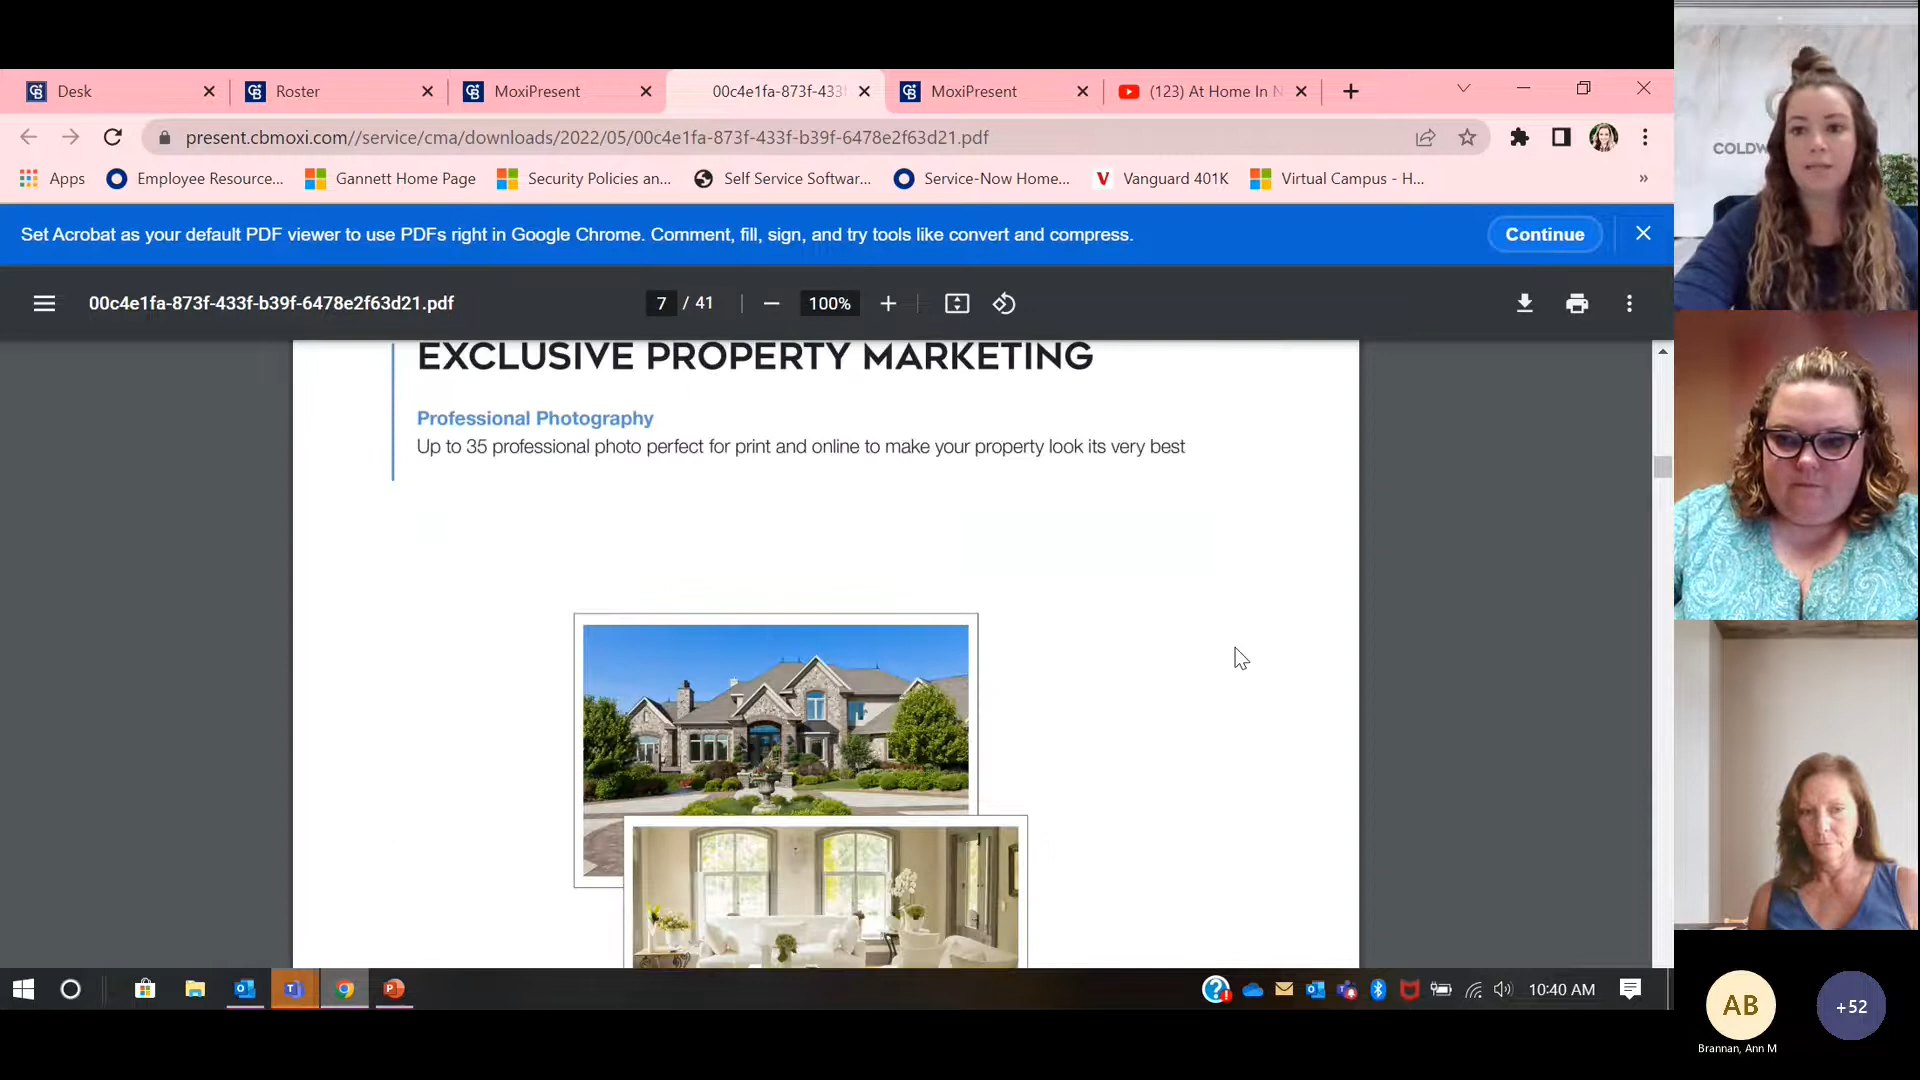 Desk
Roster
MoxiPresent
00c4e1fa-873f-433f
MoxiPresent
(123) At Home In N
present.cbmoxi.com//service/cma/downloads/2022/05/00c4e1fa-873f-433f-b39f-6478e2f63d21.pdf
Apps
Employee Resource...
Gannett Home Page
Security Policies an...
Self Service Softwar...
Service-Now Home...
Vanguard 401K
Virtual Campus - H...
»
Set Acrobat as your default PDF viewer to use PDFs right in Google Chrome. Comment, fill, sign, and try tools like convert and compress.
Continue
00c4e1fa-873f-433f-b39f-6478e2f63d21.pdf
7 / 41
100%
EXCLUSIVE PROPERTY MARKETING
Professional Photography
Up to 35 professional photo perfect for print and online to make your property look its very best
10:40 AM
COLDW
AB
+52
Brannan, Ann M